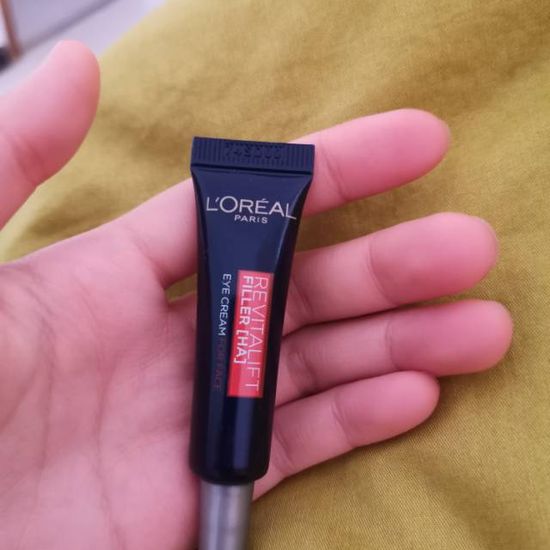 L'ORÉAL
PARIS
REVITALIFT
FILLER [HA]
EYE CREAM FOR FACE